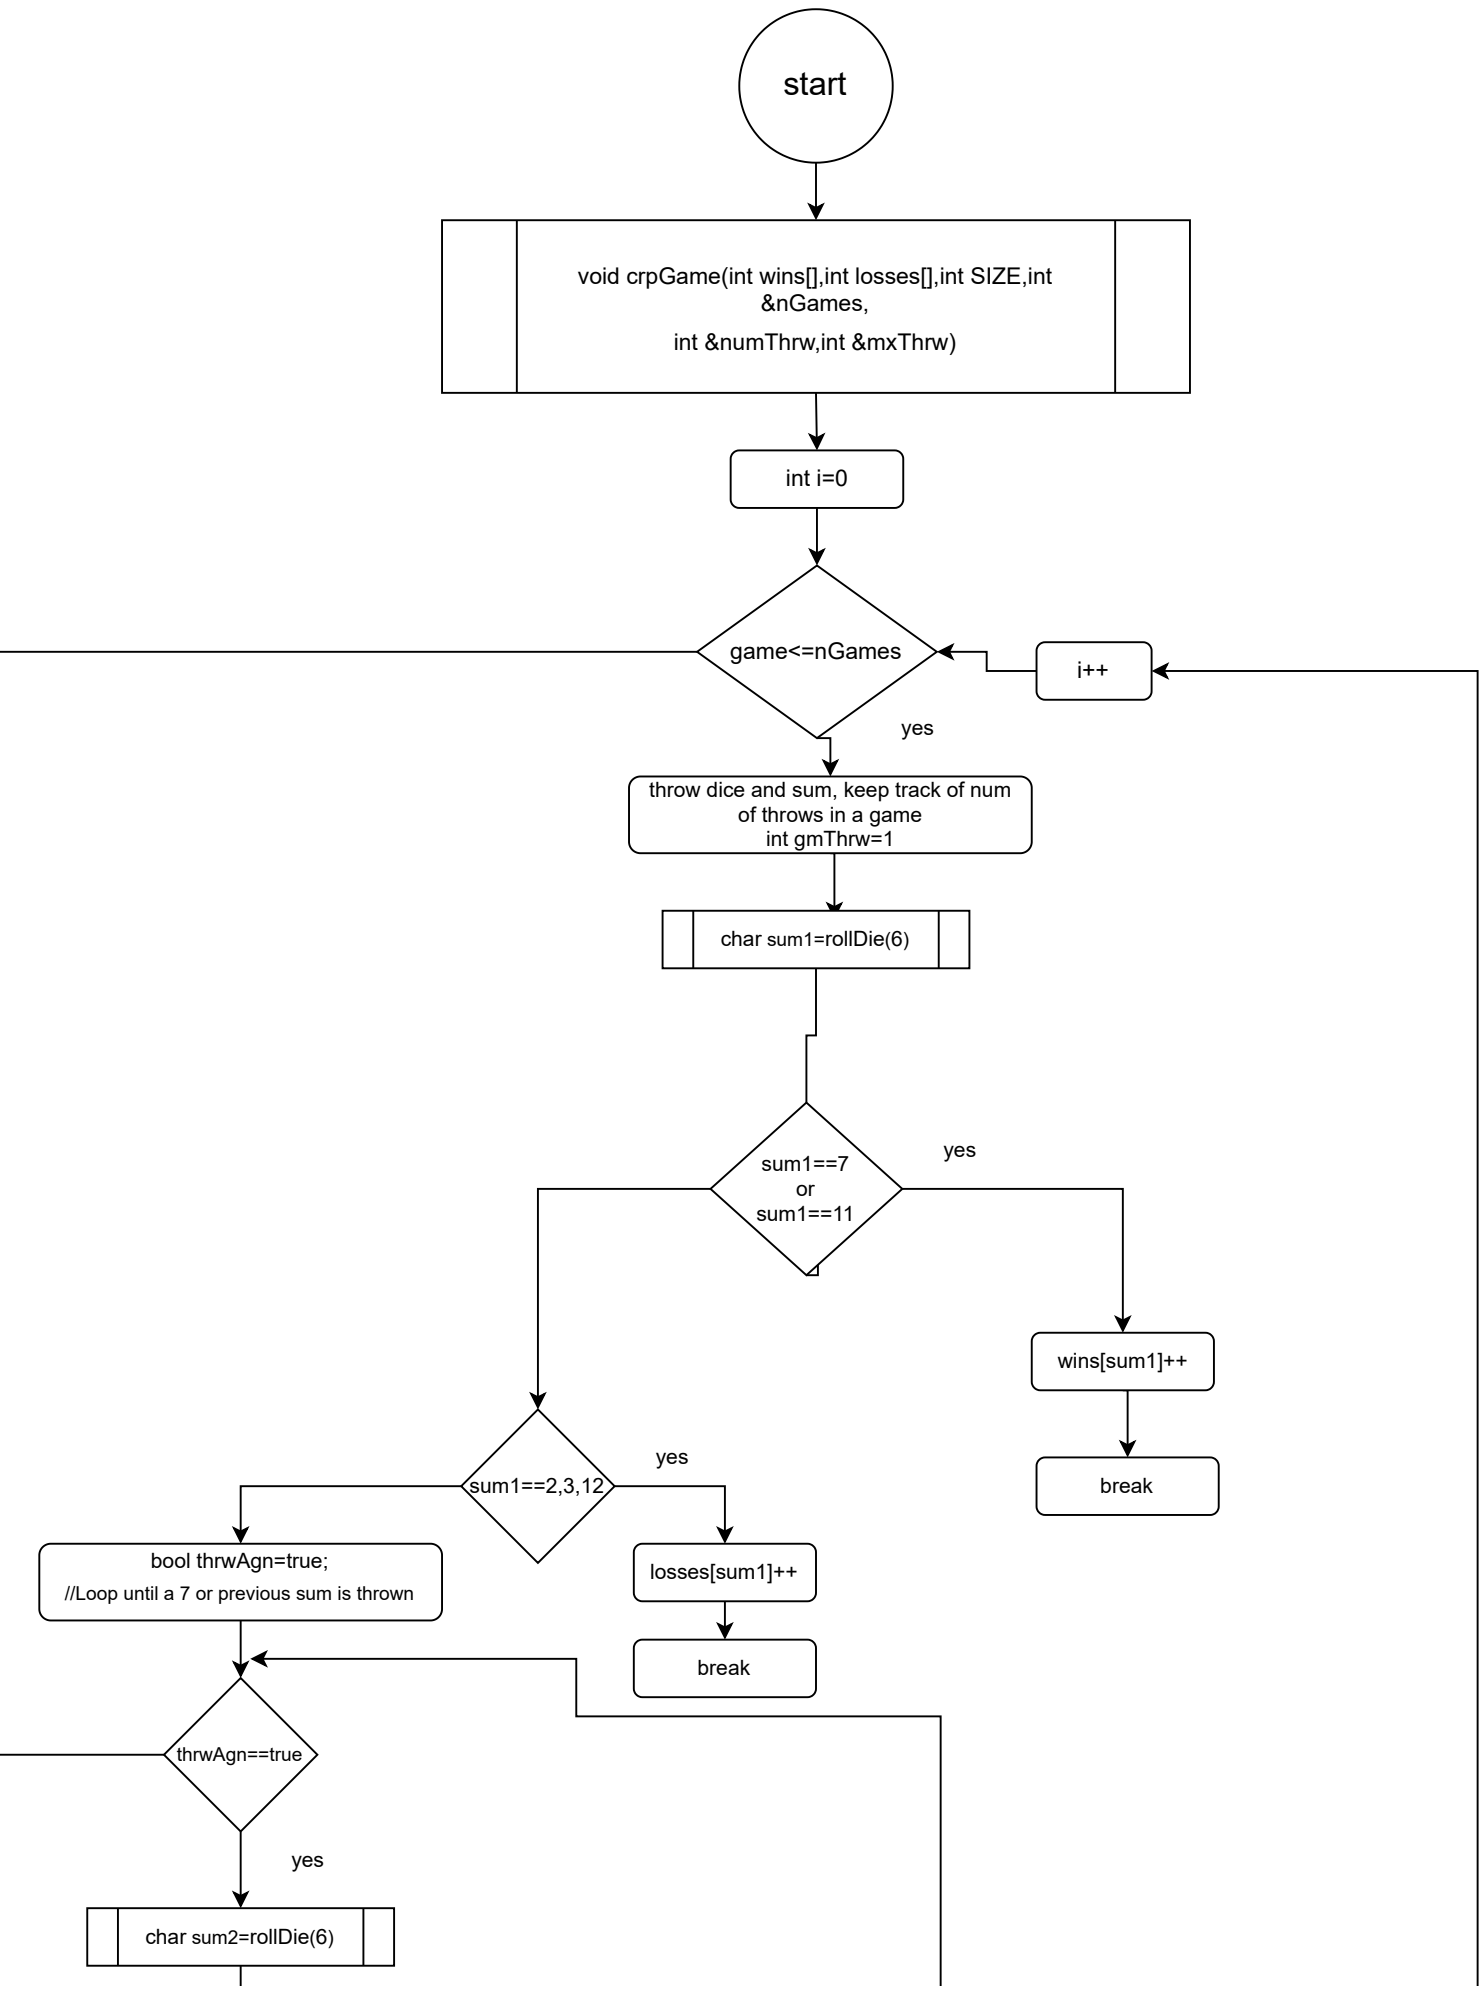 start
void crpGame(int wins[],int losses[],int SIZE,int
&nGames,
int &numThrw,int &mxThrw)
int i=0
game<=nGames
i++
yes
throw dice and sum, keep track of num
of throws in a game
int gmThrw=1
char sum1=rollDie(6)
sum1==7
or
sum1==11
yes
wins[sum1]++
break
sum1==2,3,12
yes
losses[sum1]++
break
bool thrwAgn=true;
//Loop until a 7 or previous sum is thrown
thrwAgn==true
yes
char sum2=rollDie(6)